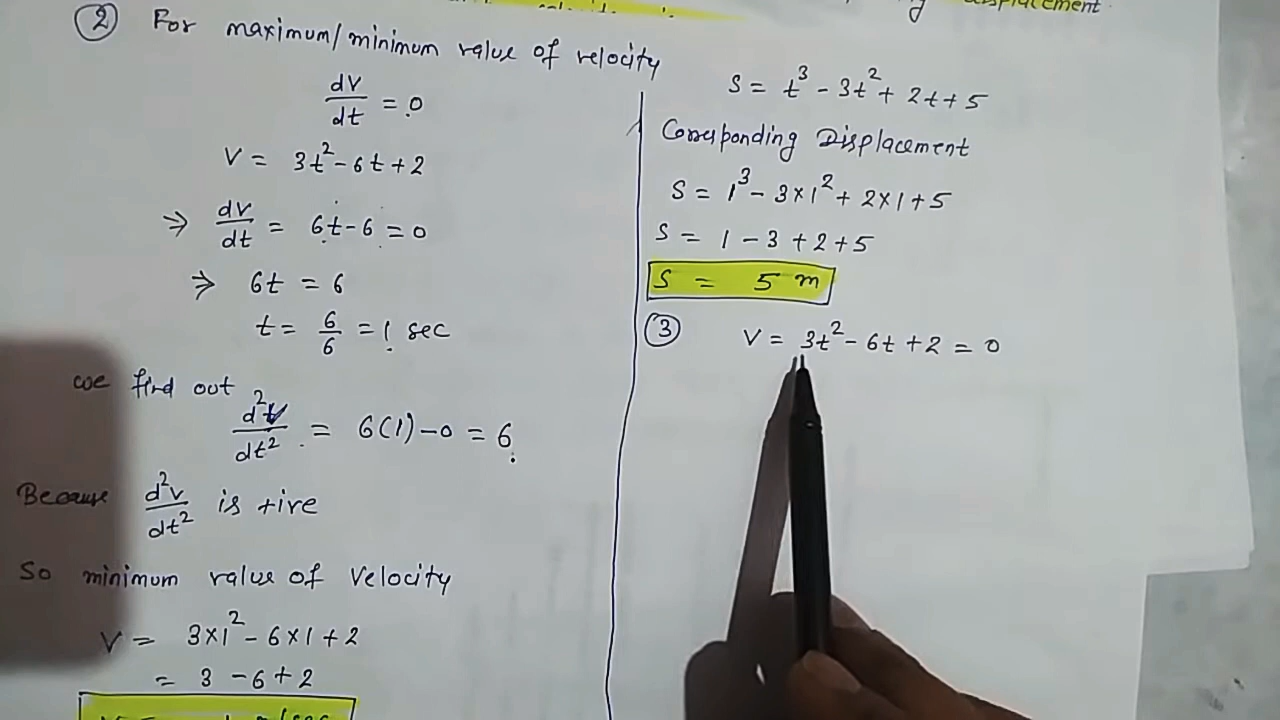 ② For maximum/minimum value of velocity
dv/dt = 0
V = 3t² - 6t + 2
⇒ dv/dt = 6t - 6 = 0
⇒ 6t = 6
t = 6/6 = 1 sec
we find out
d²v/dt² = 6(1) - 0 = 6
Because d²v/dt² is +ive
So minimum value of Velocity
V = 3×1² - 6×1 + 2
= 3 - 6 + 2
displacement.
S = t³ - 3t² + 2t + 5
Corresponding Displacement
S = 1³ - 3×1² + 2×1 + 5
S = 1 - 3 + 2 + 5
S = 5 m
③ V = 3t² - 6t + 2 = 0